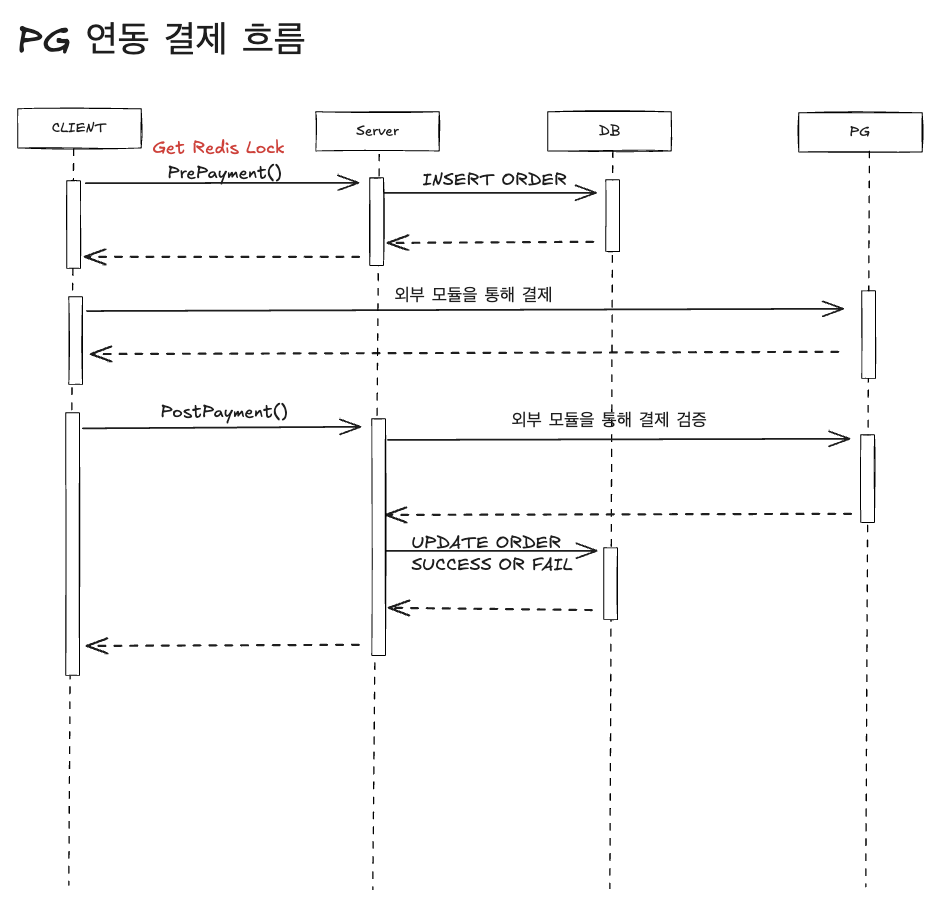 PG 연동 결제 흐름
CLIENT
Server
DB
PG
Get Redis Lock
PrePayment()
INSERT ORDER
외부 모듈을 통해 결제
PostPayment()
외부 모듈을 통해 결제 검증
UPDATE ORDER
SUCCESS OR FAIL